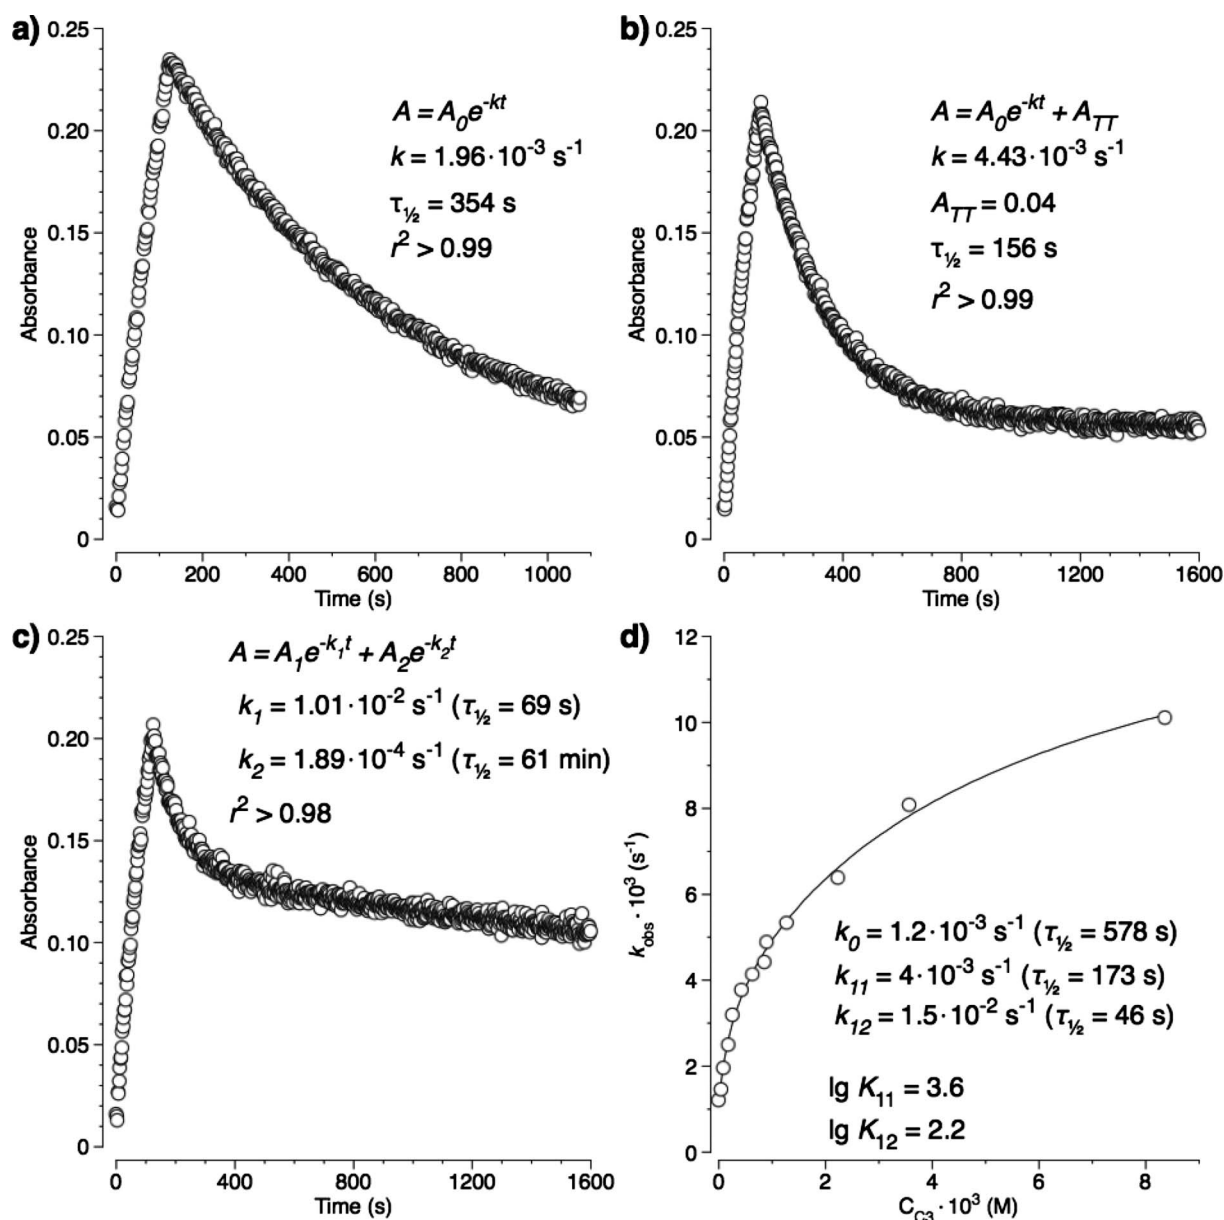 a)
0.25
0.20
0.15
0.10
0.05
0
Absorbance
A = A₀e^-kt
k = 1.96·10⁻³ s⁻¹
τ½ = 354 s
r² > 0.99
0 200 400 600 800 1000
Time (s)
b)
0.25
0.20
0.15
0.10
0.05
0
Absorbance
A = A₀e^-kt + A_TT
k = 4.43·10⁻³ s⁻¹
A_TT = 0.04
τ½ = 156 s
r² > 0.99
0 400 800 1200 1600
Time (s)
c)
0.25
0.20
0.15
0.10
0.05
0
Absorbance
A = A₁e^-k₁t + A₂e^-k₂t
k₁ = 1.01·10⁻² s⁻¹ (τ½ = 69 s)
k₂ = 1.89·10⁻⁴ s⁻¹ (τ½ = 61 min)
r² > 0.98
0 400 800 1200 1600
Time (s)
d)
12
10
8
6
4
2
0
k_obs · 10³ (s⁻¹)
k₀ = 1.2·10⁻³ s⁻¹ (τ½ = 578 s)
k₁₁ = 4·10⁻³ s⁻¹ (τ½ = 173 s)
k₁₂ = 1.5·10⁻² s⁻¹ (τ½ = 46 s)
lg K₁₁ = 3.6
lg K₁₂ = 2.2
0 2 4 6 8
C_C3 · 10³ (M)